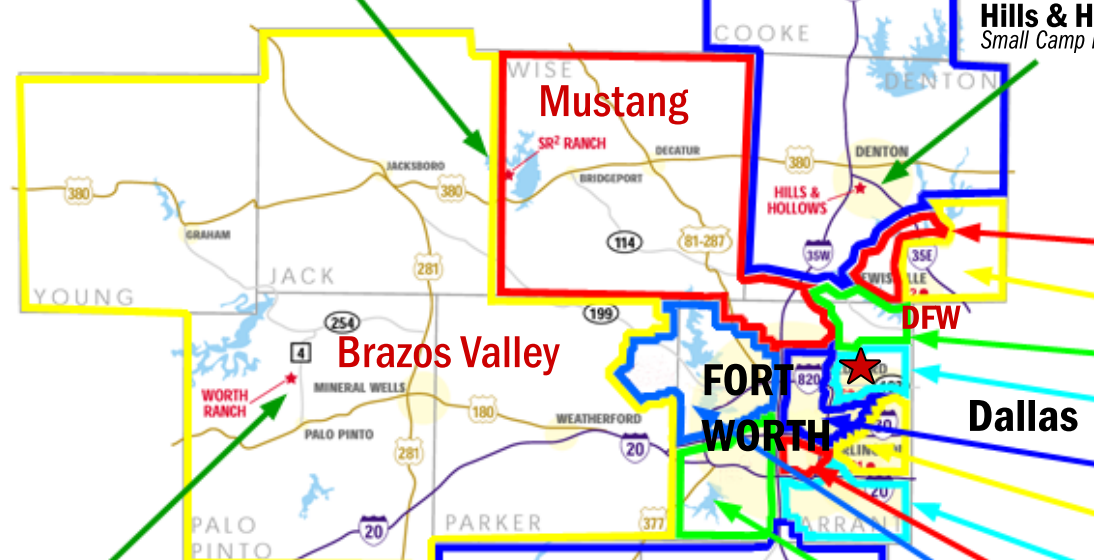 Hills & H
Small Camp
COOKE
WISE
DENTON
Mustang
SR² RANCH
JACKSBORO
DECATUR
380
DENTON
380
380
BRIDGEPORT
HILLS &
HOLLOWS
GRAHAM
114
81-287
35W
35E
281
JACK
YOUNG
DFW
199
254
4
Brazos Valley
820
FORT
WORTH
WORTH
RANCH
MINERAL WELLS
180
WEATHERFORD
Dallas
PALO PINTO
281
20
20
377
20
PALO
PINTO
PARKER